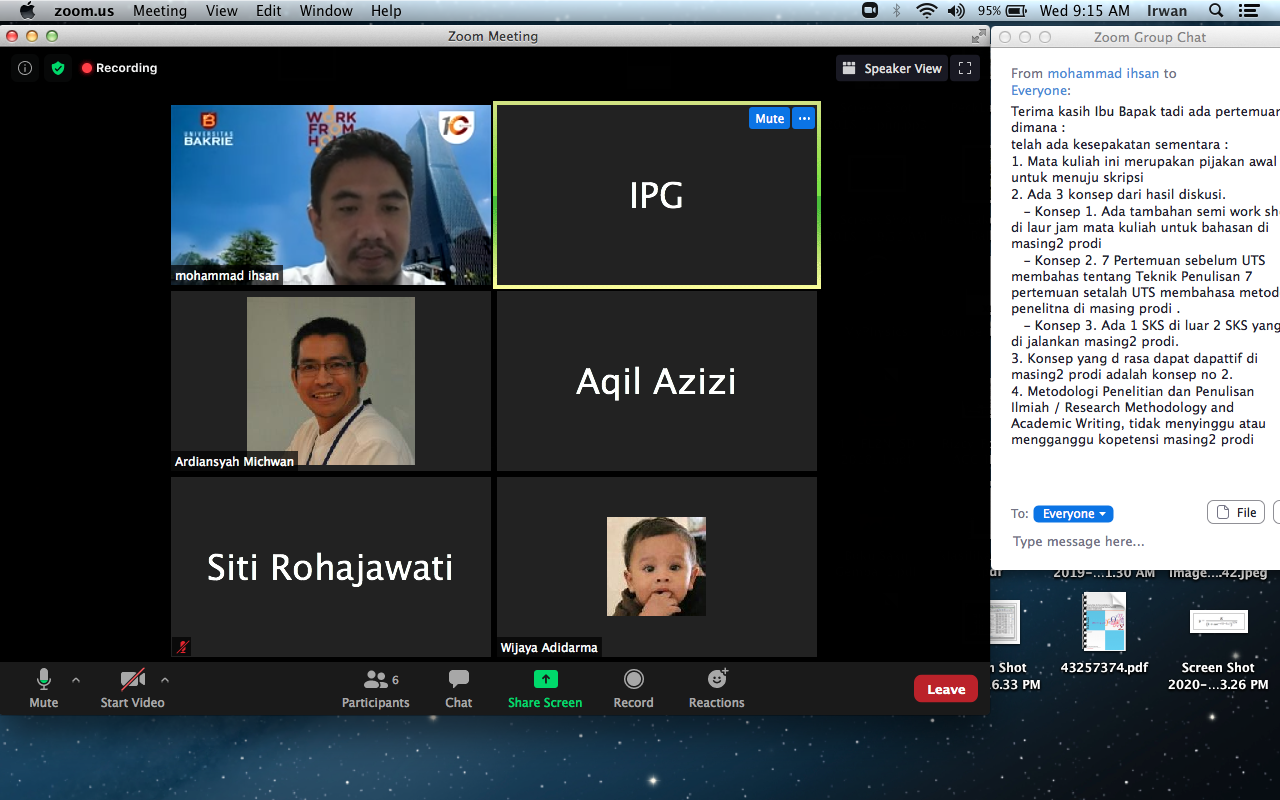 zoom.us Meeting View Edit Window Help 95% Wed 9:15 AM Irwan
Zoom Meeting
Recording
Speaker View
UNIVERSITAS
BAKRIE
WORK
FROM
mohammad ihsan
Mute
IPG
Ardiansyah Michwan
Aqil Azizi
Siti Rohajawati
Wijaya Adidarma
Mute
Start Video
Participants
6
Chat
Share Screen
Record
Reactions
Leave
Zoom Group Chat
From mohammad ihsan to
Everyone:
Terima kasih Ibu Bapak tadi ada pertemuan
dimana :
telah ada kesepakatan sementara :
1. Mata kuliah ini merupakan pijakan awal
untuk menuju skripsi
2. Ada 3 konsep dari hasil diskusi.
– Konsep 1. Ada tambahan semi work sh
di laur jam mata kuliah untuk bahasan di
masing2 prodi
– Konsep 2. 7 Pertemuan sebelum UTS
membahas tentang Teknik Penulisan 7
pertemuan setalah UTS membahasa metod
penelitna di masing prodi .
– Konsep 3. Ada 1 SKS di luar 2 SKS yang
di jalankan masing2 prodi.
3. Konsep yang d rasa dapat dapattif di
masing2 prodi adalah konsep no 2.
4. Metodologi Penelitian dan Penulisan
Ilmiah / Research Methodology and
Academic Writing, tidak menyinggu atau
mengganggu kopetensi masing2 prodi
To: Everyone
File
Type message here...
2019-...1.30 AM
Image....42.jpeg
Shot
6.33 PM
43257374.pdf
Screen Shot
2020-...3.26 PM